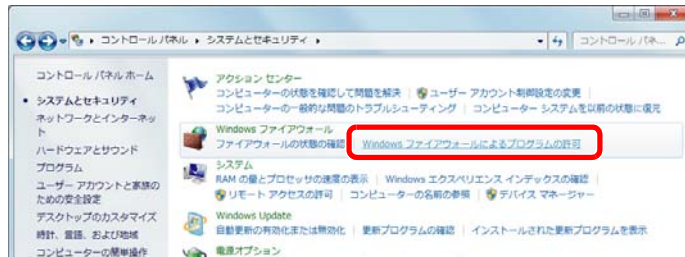 コントロール パネル ▸ システムとセキュリティ ▸
コントロール パネ...
コントロール パネル ホーム
システムとセキュリティ
ネットワークとインターネッ
ト
ハードウェアとサウンド
プログラム
ユーザー アカウントと家族の
ための安全設定
デスクトップのカスタマイズ
時計、言語、および地域
コンピューターの簡単操作
アクション センター
コンピューターの状態を確認して問題を解決 | ユーザー アカウント制御設定の変更 |
コンピューターの一般的な問題のトラブルシューティング | コンピューター システムを以前の状態に復元
Windows ファイアウォール
ファイアウォールの状態の確認 | Windows ファイアウォールによるプログラムの許可
システム
RAM の量とプロセッサの速度の表示 | Windows エクスペリエンス インデックスの確認 |
リモート アクセスの許可 | コンピューターの名前の参照 | デバイス マネージャー
Windows Update
自動更新の有効化または無効化 | 更新プログラムの確認 | インストールされた更新プログラムを表示
電源オプション